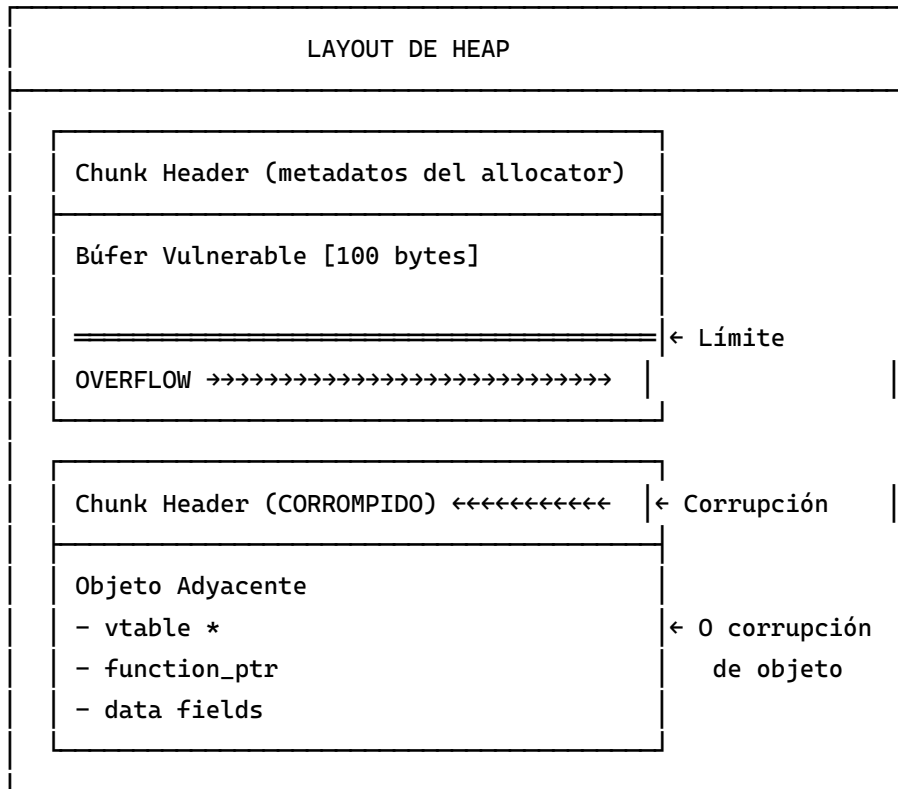 LAYOUT DE HEAP
Chunk Header (metadatos del allocator)
Búfer Vulnerable [100 bytes]
← Límite
OVERFLOW →→→→→→→→→→→→→→→→→→→→→→→→→→→→
Chunk Header (CORROMPIDO) ←←←←←←←←←←← ← Corrupción
Objeto Adyacente
- vtable * ← O corrupción
- function_ptr de objeto
- data fields